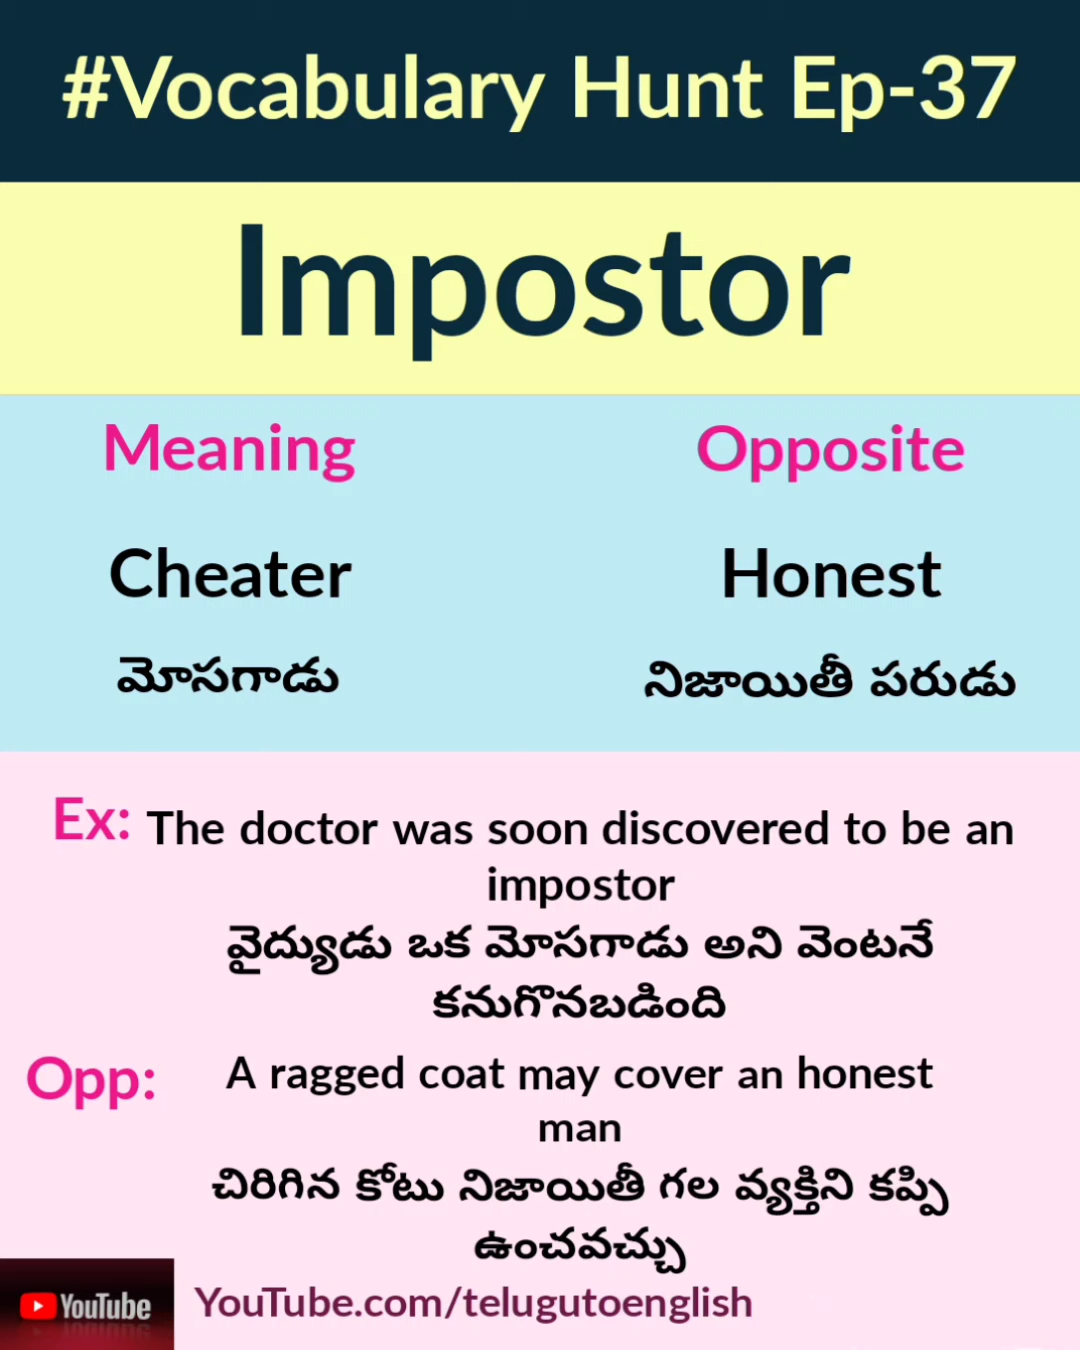 #Vocabulary Hunt Ep-37
Impostor
Meaning
Opposite
Cheater
Honest
మోసగాడు
నిజాయితీ పరుడు
Ex: The doctor was soon discovered to be an
impostor
వైద్యుడు ఒక మోసగాడు అని వెంటనే
కనుగొనబడింది
Opp: A ragged coat may cover an honest
man
చిరిగిన కోటు నిజాయితీ గల వ్యక్తిని కప్పి
ఉంచవచ్చు
YouTube
YouTube.com/telugutoenglish